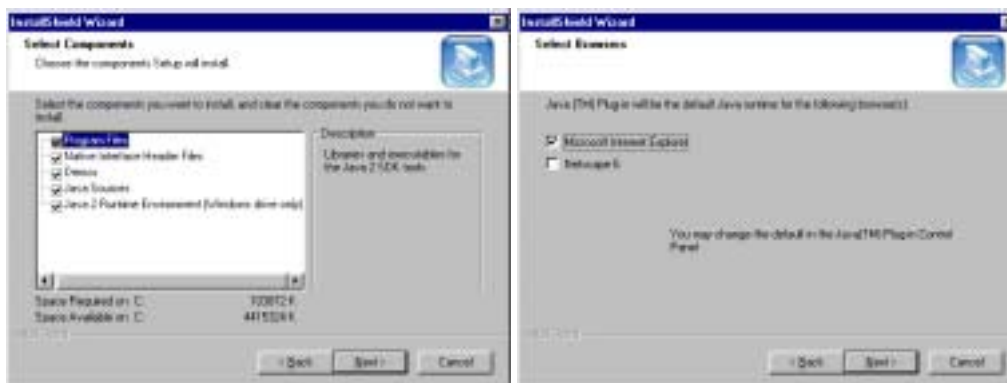 InstallShield Wizard
Select Components
Choose the components Setup will install.
Select the components you want to install, and clear the components you do not want to
install.
Program Files
Native Interface Header Files
Demos
Java Sources
Java 2 Runtime Environment (Windows drive only)
Description
Libraries and executables for
the Java 2 SDK tools
Space Required on C:
Space Available on C:
< Back
Next >
Cancel
InstallShield Wizard
Select Browsers
Java (TM) Plug-in will be the default Java runtime for the following browser(s):
Microsoft Internet Explorer
Netscape 6
You may change the default in the Java(TM) Plug-in Control
Panel
< Back
Next >
Cancel